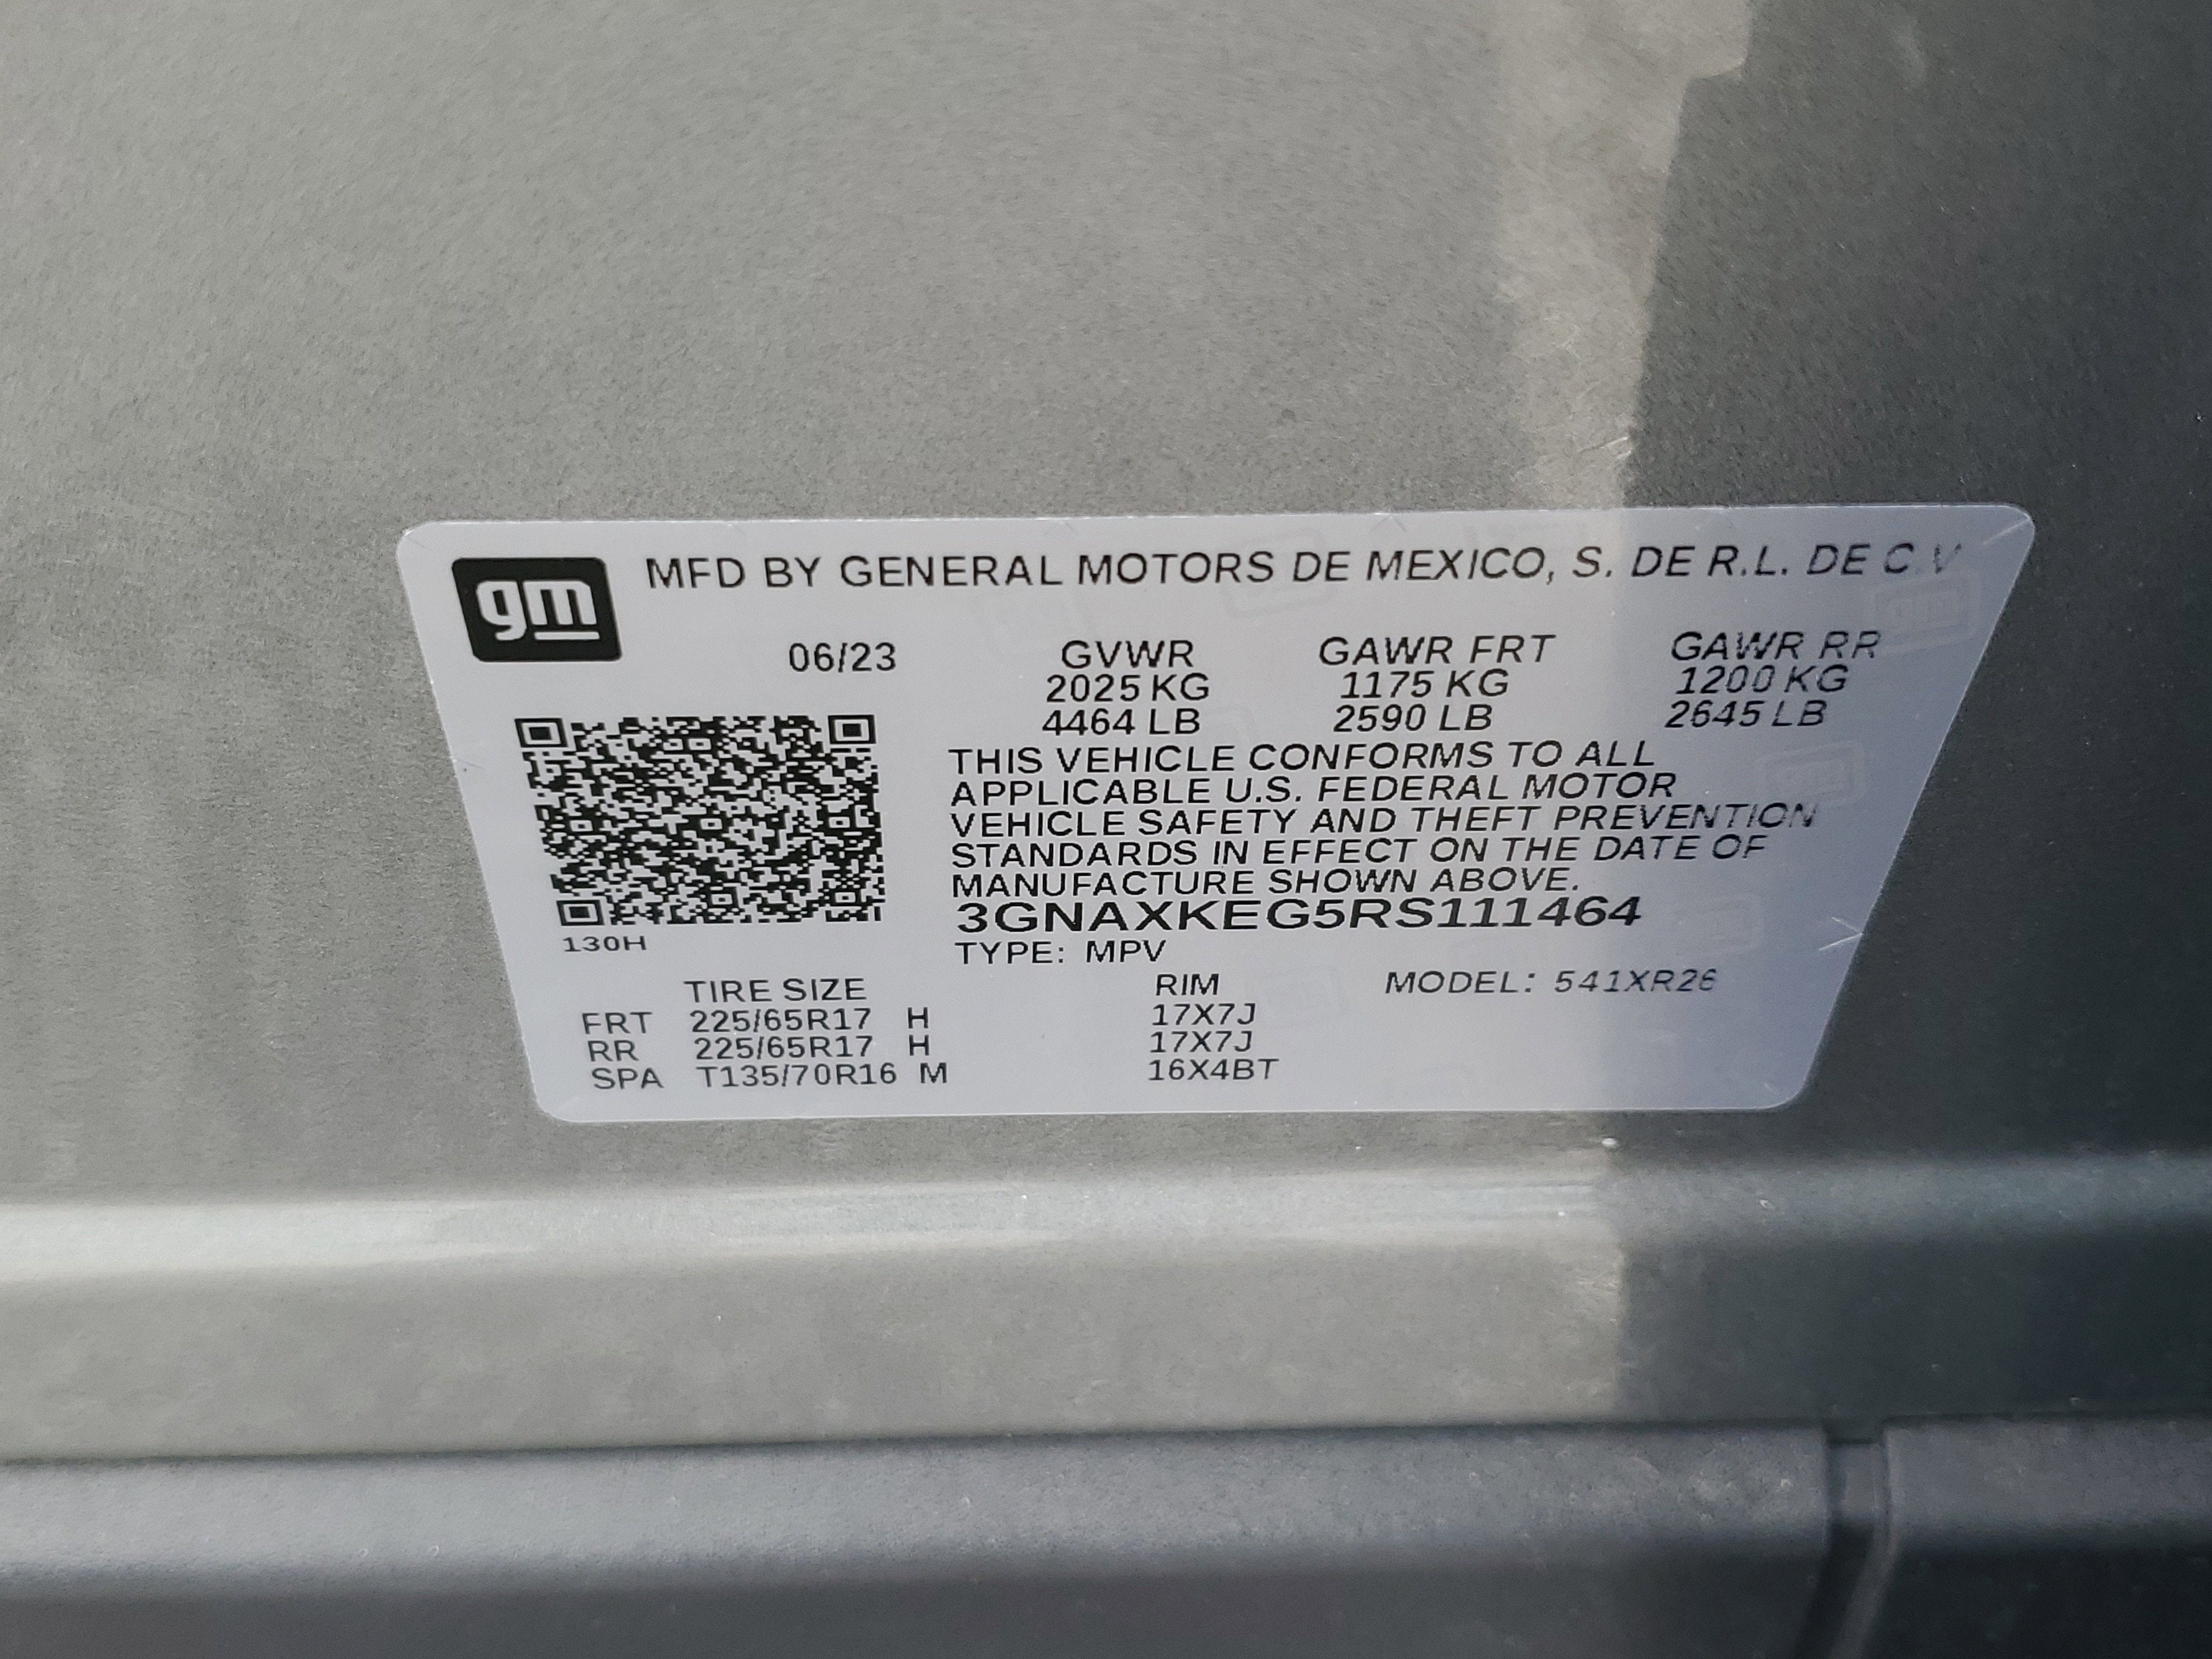 gm
MFD BY GENERAL MOTORS DE MEXICO, S. DE R.L. DE C.V
06/23 GVWR GAWR FRT GAWR RR
2025 KG 1175 KG 1200 KG
4464 LB 2590 LB 2645 LB
THIS VEHICLE CONFORMS TO ALL
APPLICABLE U.S. FEDERAL MOTOR
VEHICLE SAFETY AND THEFT PREVENTION
STANDARDS IN EFFECT ON THE DATE OF
MANUFACTURE SHOWN ABOVE.
3GNAXKEG5RS111464
130H
TYPE: MPV
TIRE SIZE RIM MODEL: 541XR26
FRT 225/65R17 H 17X7J
RR 225/65R17 H 17X7J
SPA T135/70R16 M 16X4BT